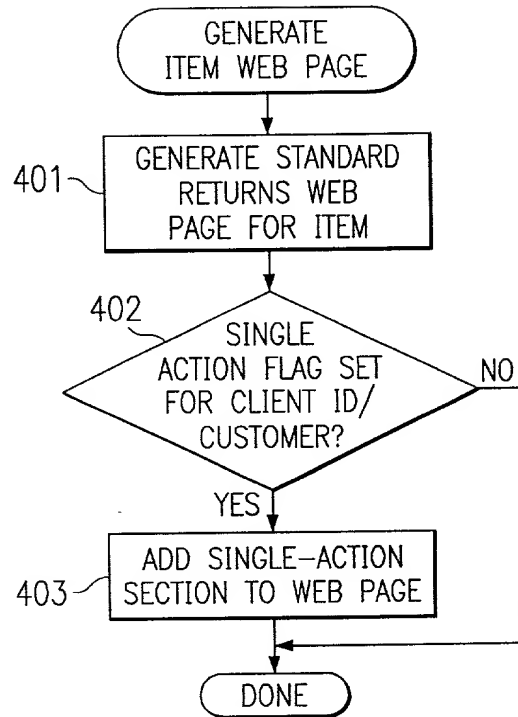 GENERATE
ITEM WEB PAGE
401
GENERATE STANDARD
RETURNS WEB
PAGE FOR ITEM
402
SINGLE
ACTION FLAG SET
FOR CLIENT ID/
CUSTOMER?
NO
YES
403
ADD SINGLE-ACTION
SECTION TO WEB PAGE
DONE